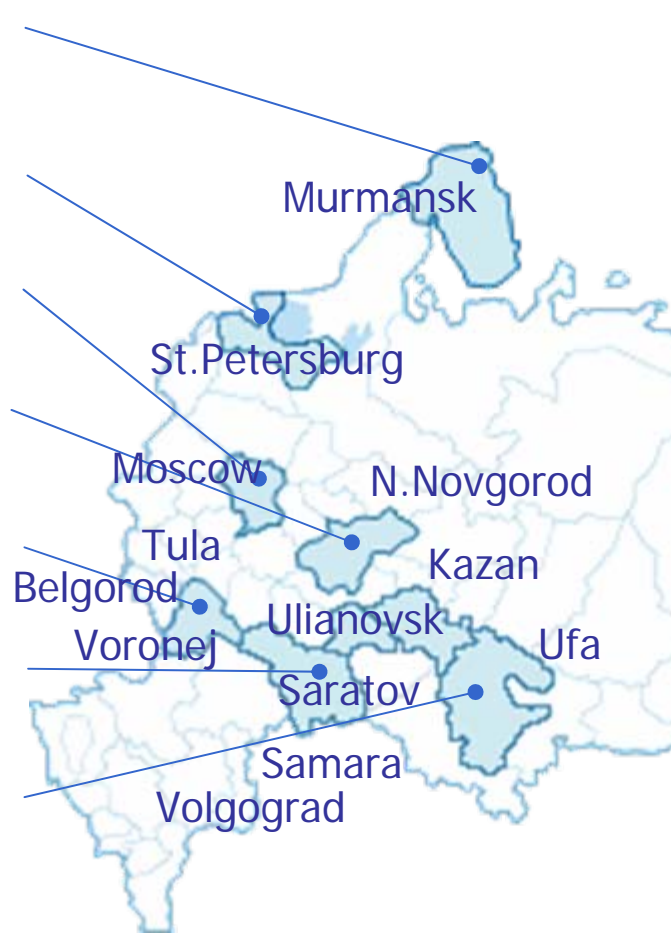 Murmansk
St.Petersburg
Moscow
N.Novgorod
Tula
Kazan
Belgorod
Ulianovsk
Voronej
Ufa
Saratov
Samara
Volgograd